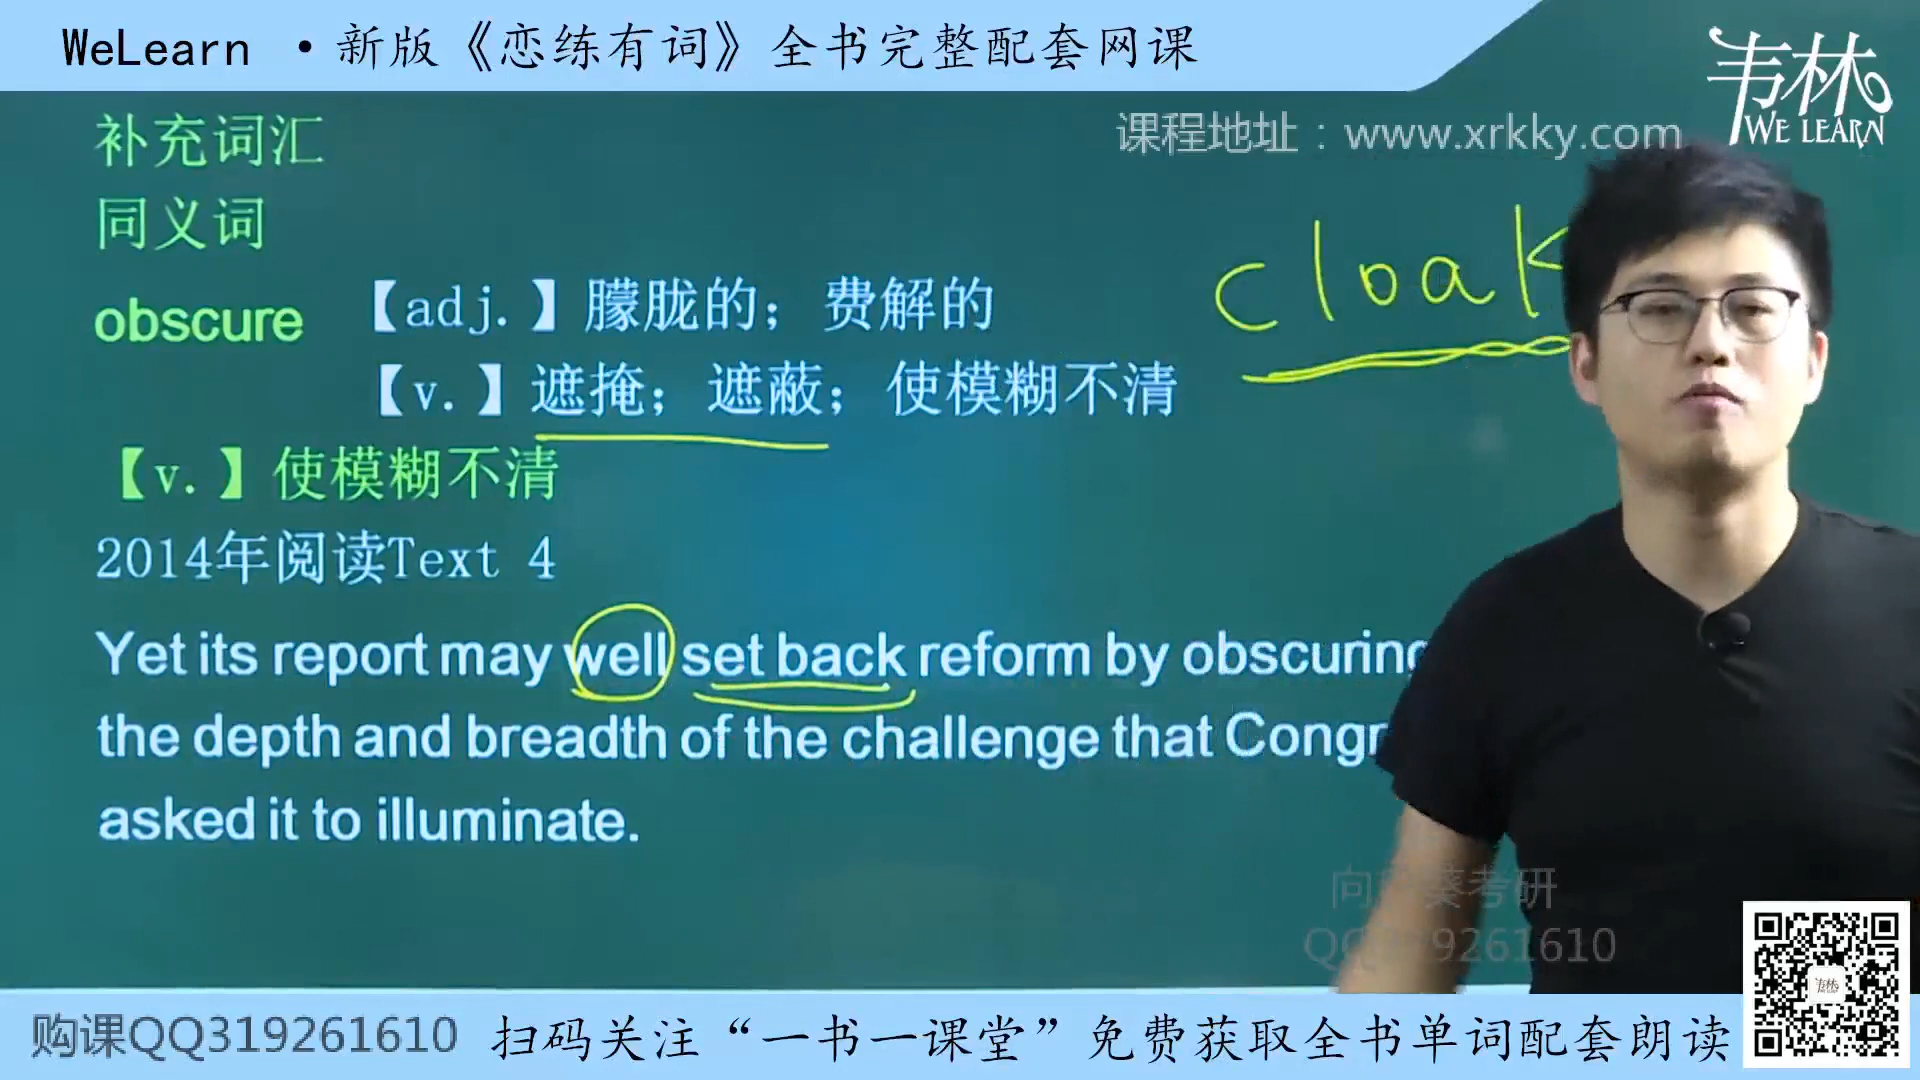 WeLearn ·新版《恋练有词》全书完整配套网课
韦林
WE LEARN
课程地址：www.xrkky.com
补充词汇
同义词
cloak
obscure 【adj.】朦胧的；费解的
【v.】遮掩；遮蔽；使模糊不清
【v.】使模糊不清
2014年阅读Text 4
Yet its report may well set back reform by obscuring
the depth and breadth of the challenge that Congr
asked it to illuminate.
考研
9261610
购课QQ319261610 扫码关注“一书一课堂”免费获取全书单词配套朗读